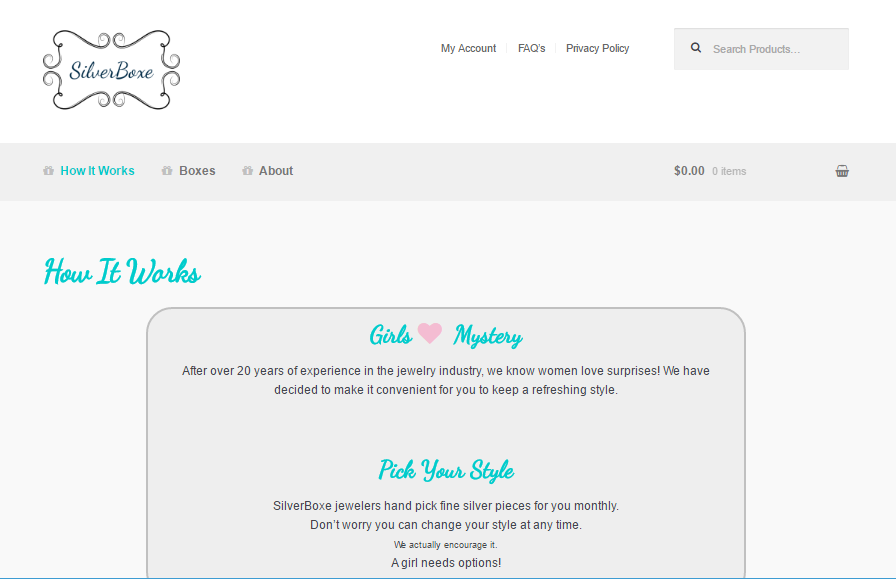 SilverBoxe
My Account
FAQ's
Privacy Policy
Search Products…
How It Works
Boxes
About
$0.00 0 items
How It Works
Girls Mystery
After over 20 years of experience in the jewelry industry, we know women love surprises! We have
decided to make it convenient for you to keep a refreshing style.
Pick Your Style
SilverBoxe jewelers hand pick fine silver pieces for you monthly.
Don't worry you can change your style at any time.
We actually encourage it.
A girl needs options!